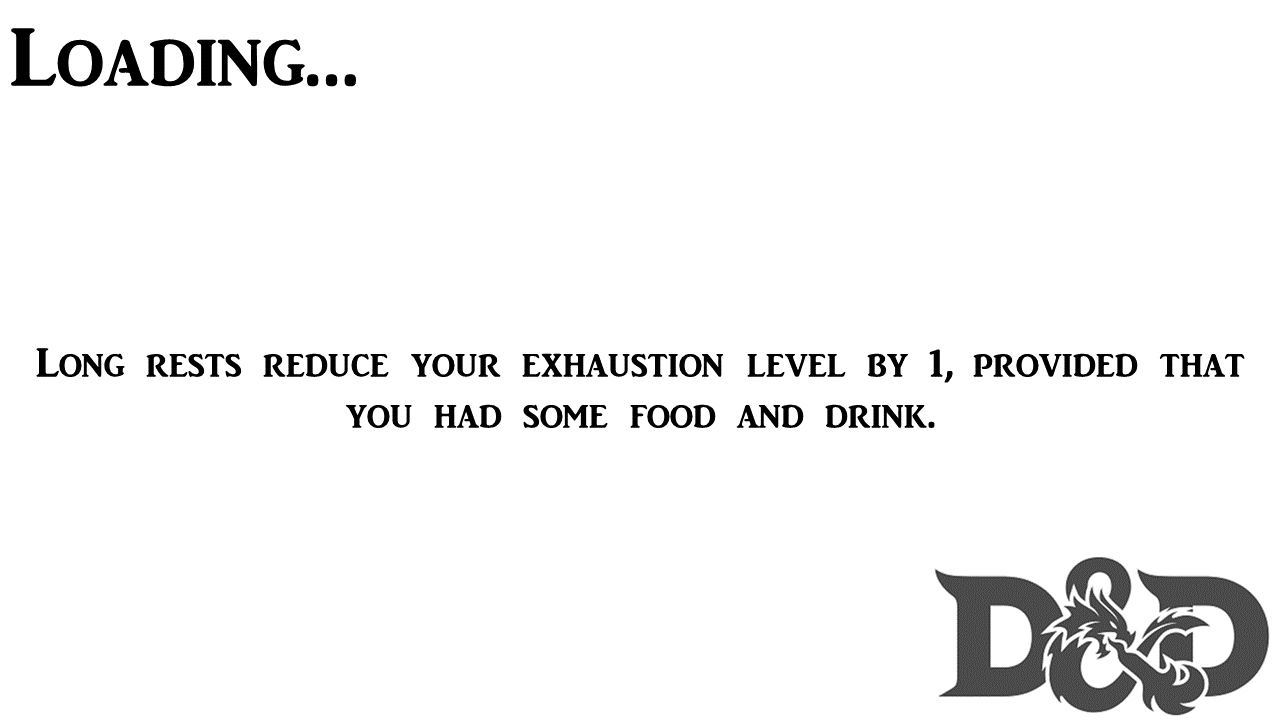 Loading...
Long rests reduce your exhaustion level by 1, provided that
you had some food and drink.
D&D